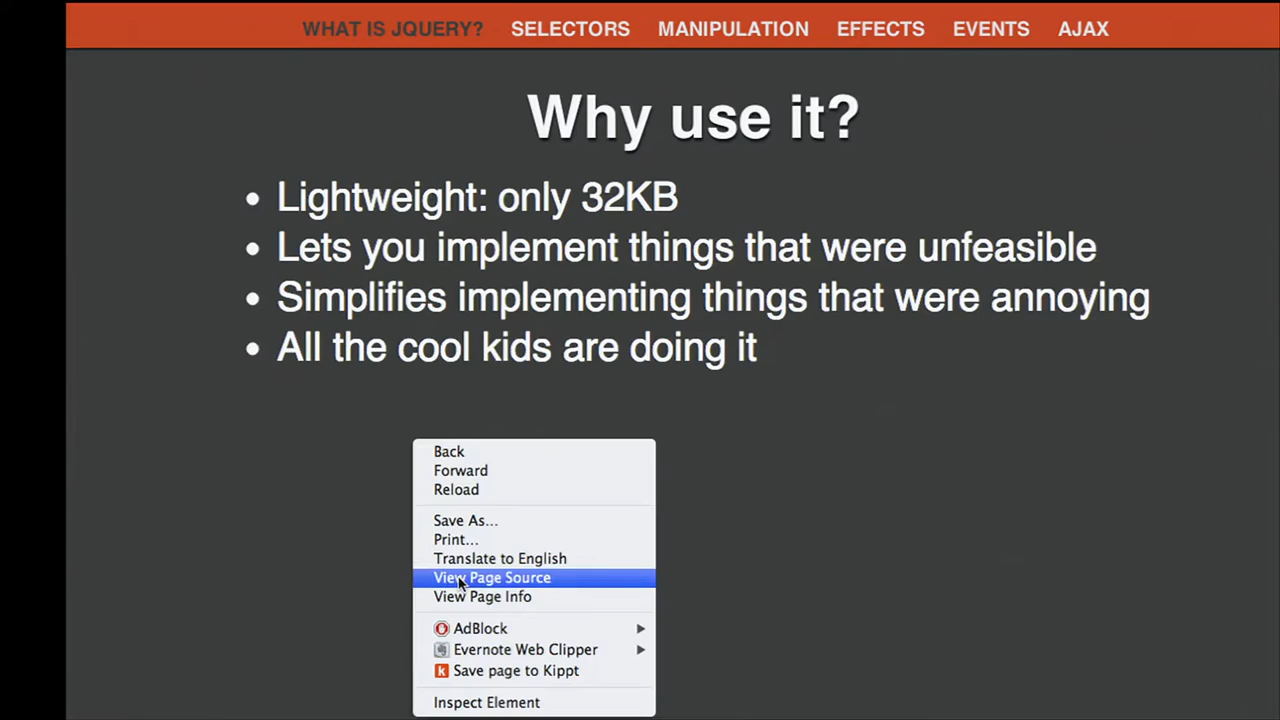 WHAT IS JQUERY? SELECTORS MANIPULATION EFFECTS EVENTS AJAX
Why use it?
• Lightweight: only 32KB
• Lets you implement things that were unfeasible
• Simplifies implementing things that were annoying
• All the cool kids are doing it
Back
Forward
Reload
Save As...
Print...
Translate to English
View Page Source
View Page Info
AdBlock
Evernote Web Clipper
k Save page to Kippt
Inspect Element